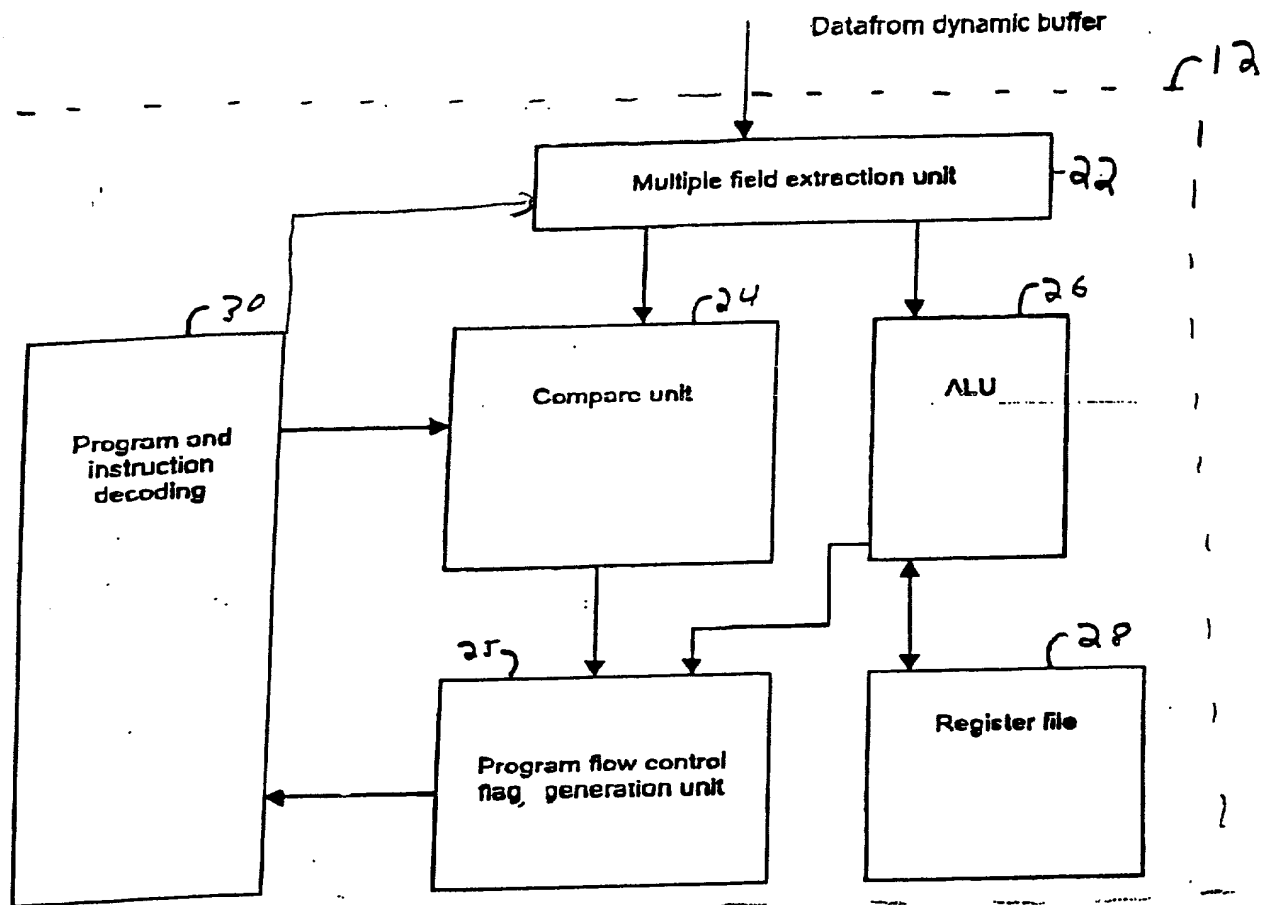 Datafrom dynamic buffer
12
Multiple field extraction unit
22
30
24
26
Compare unit
ALU
Program and
instruction
decoding
25
28
Register file
Program flow control
flag, generation unit